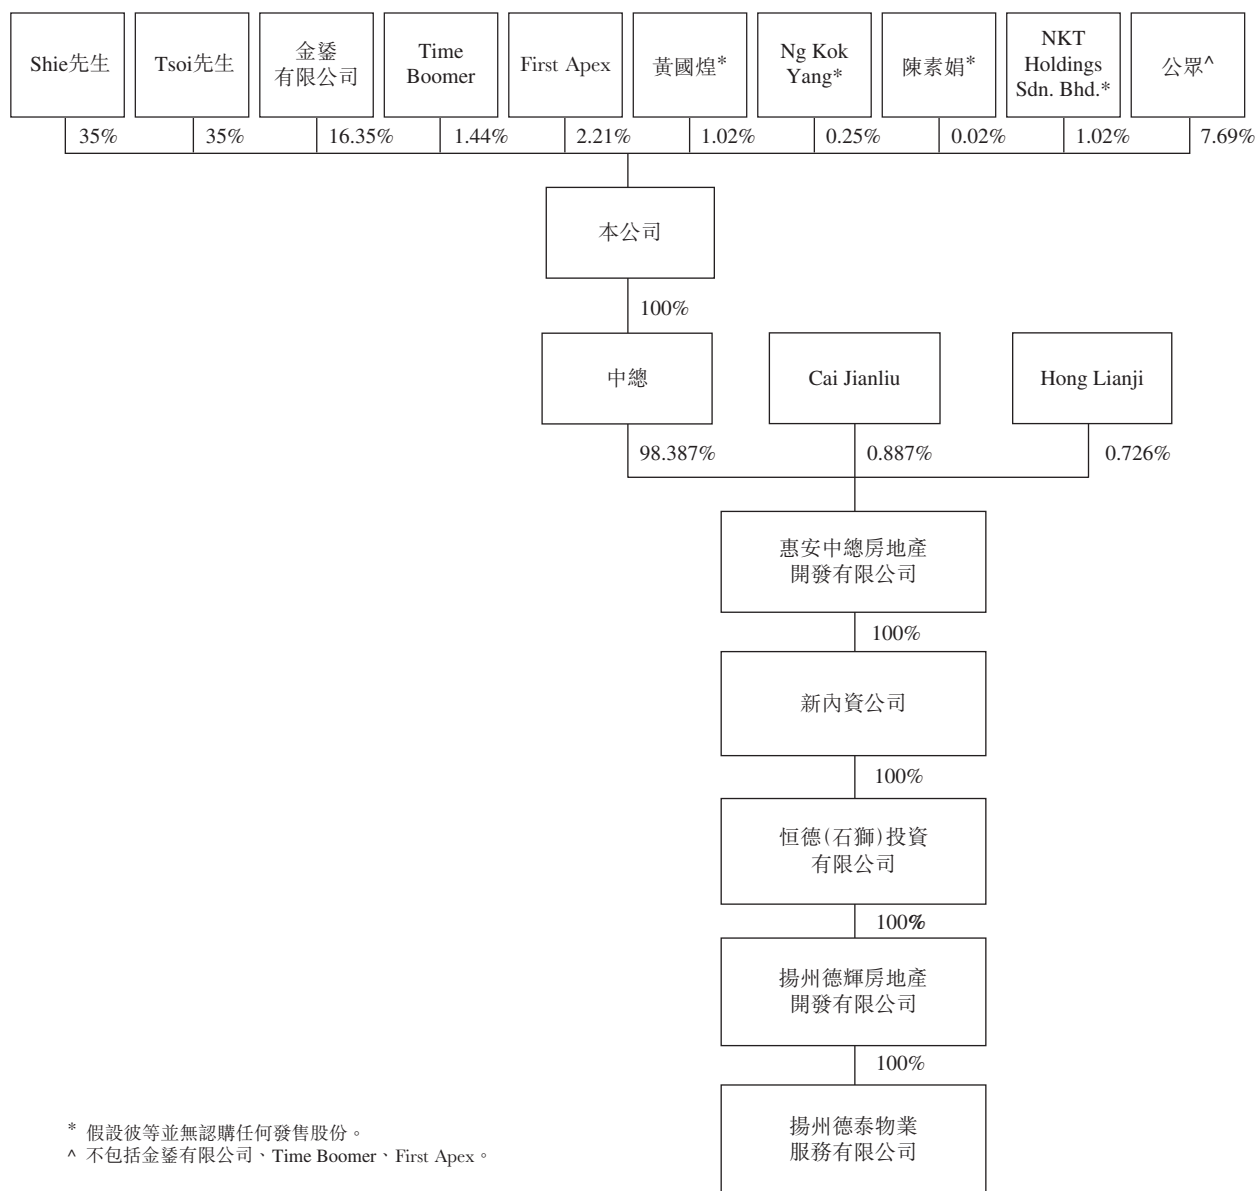 Shie先生
Tsoi先生
金鋈
有限公司
Time
Boomer
First Apex
黃國煌*
Ng Kok
Yang*
陳素娟*
NKT
Holdings
Sdn. Bhd.*
公眾^
35%
35%
16.35%
1.44%
2.21%
1.02%
0.25%
0.02%
1.02%
7.69%
本公司
100%
中總
Cai Jianliu
Hong Lianji
98.387%
0.887%
0.726%
惠安中總房地產
開發有限公司
100%
新內資公司
100%
恒德(石獅)投資
有限公司
100%
揚州德輝房地產
開發有限公司
100%
揚州德泰物業
服務有限公司
* 假設彼等並無認購任何發售股份。
^ 不包括金鋈有限公司、Time Boomer、First Apex。